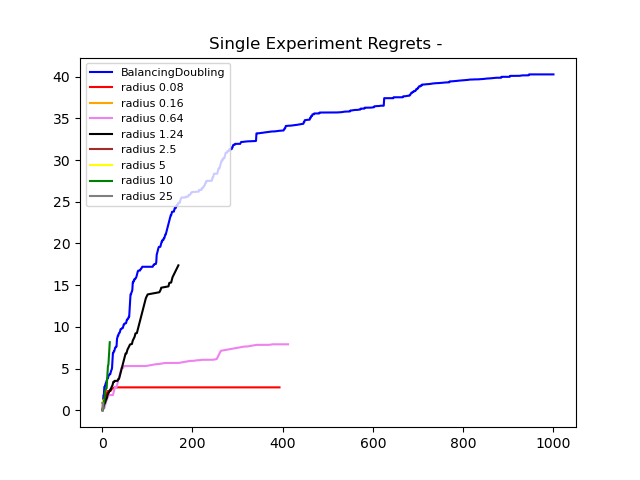 Single Experiment Regrets -
BalancingDoubling
radius 0.08
radius 0.16
radius 0.64
radius 1.24
radius 2.5
radius 5
radius 10
radius 25
40
35
30
25
20
15
10
5
0
0 200 400 600 800 1000